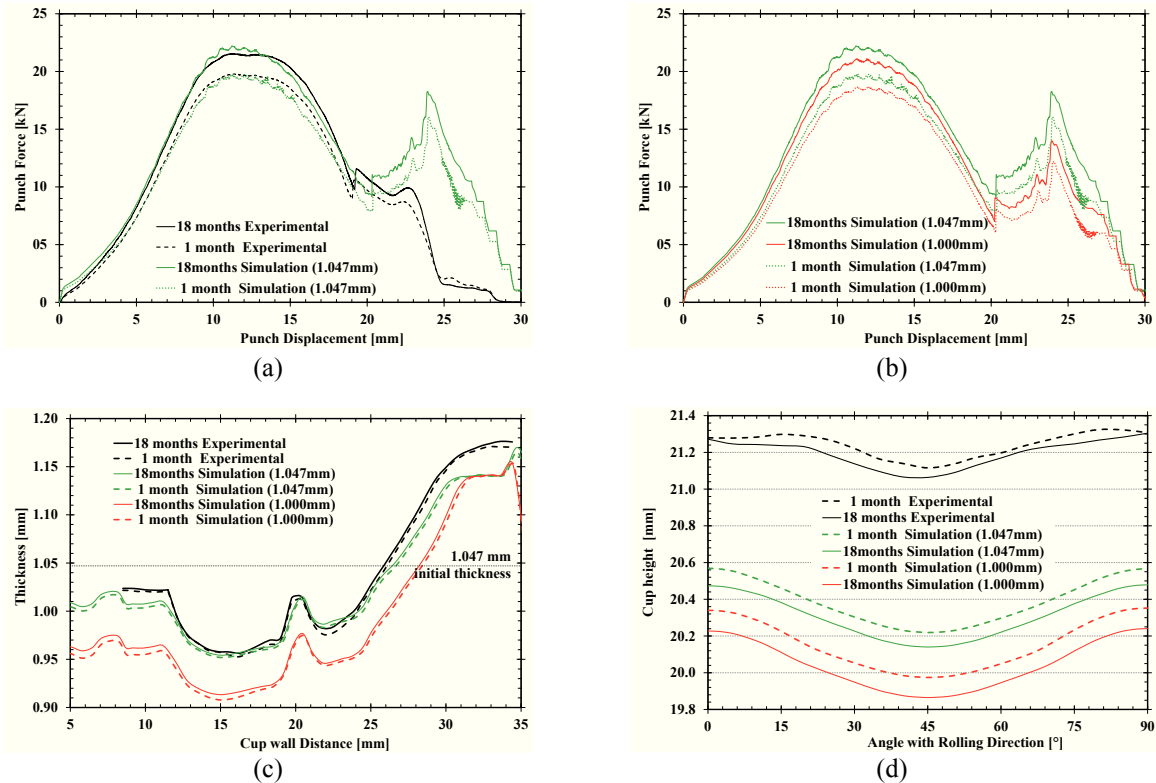 25
20
15
10
05
0
Punch Force [kN]
18 months Experimental
1 month Experimental
18months Simulation (1.047mm)
1 month Simulation (1.047mm)
0 5 10 15 20 25 30
Punch Displacement [mm]
(a)
25
20
15
10
05
0
Punch Force [kN]
18months Simulation (1.047mm)
18months Simulation (1.000mm)
1 month Simulation (1.047mm)
1 month Simulation (1.000mm)
0 5 10 15 20 25 30
Punch Displacement [mm]
(b)
1.20
1.15
1.10
1.05
1.00
0.95
0.90
Thickness [mm]
18 months Experimental
1 month Experimental
18months Simulation (1.047mm)
1 month Simulation (1.047mm)
18months Simulation (1.000mm)
1 month Simulation (1.000mm)
1.047 mm
initial thickness
5 10 15 20 25 30 35
Cup wall Distance [mm]
(c)
21.4
21.2
21.0
20.8
20.6
20.4
20.2
20.0
19.8
Cup height [mm]
1 month Experimental
18 months Experimental
1 month Simulation (1.047mm)
18months Simulation (1.047mm)
1 month Simulation (1.000mm)
18months Simulation (1.000mm)
0 15 30 45 60 75 90
Angle with Rolling Direction [°]
(d)